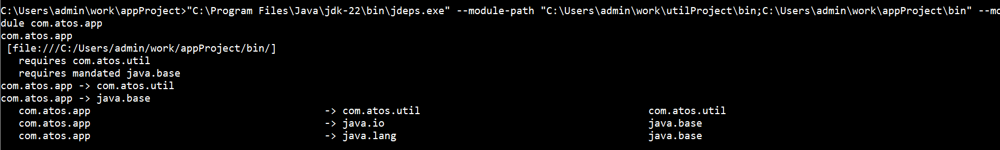 C:\Users\admin\work\appProject>"C:\Program Files\Java\jdk-22\bin\jdeps.exe" --module-path "C:\Users\admin\work\utilProject\bin;C:\Users\admin\work\appProject\bin" --mo
dule com.atos.app
com.atos.app
 [file:///C:/Users/admin/work/appProject/bin/]
   requires com.atos.util
   requires mandated java.base
com.atos.app -> com.atos.util
com.atos.app -> java.base
   com.atos.app                                       -> com.atos.util                                      com.atos.util
   com.atos.app                                       -> java.io                                            java.base
   com.atos.app                                       -> java.lang                                          java.base